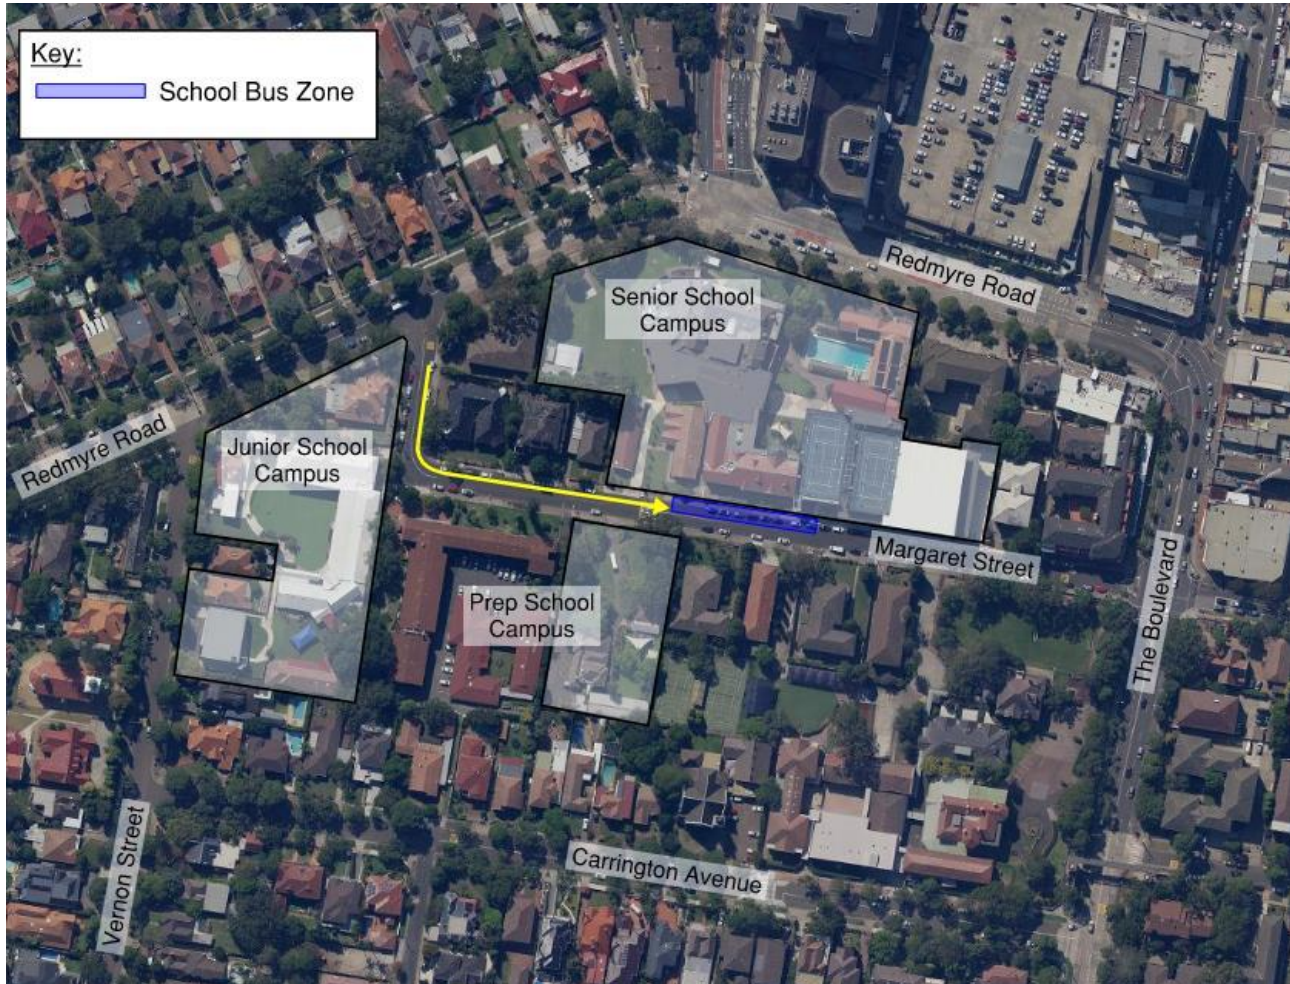 Key:
School Bus Zone
Redmyre Road
Senior School
Campus
Redmyre Road
Junior School
Campus
Margaret Street
Prep School
Campus
The Boulevard
Carrington Avenue
Vernon Street